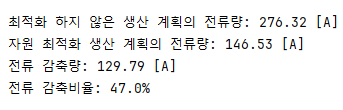 최적화 하지 않은 생산 계획의 전류량: 276.32 [A]
자원 최적화 생산 계획의 전류량: 146.53 [A]
전류 감축량: 129.79 [A]
전류 감축비율: 47.0%